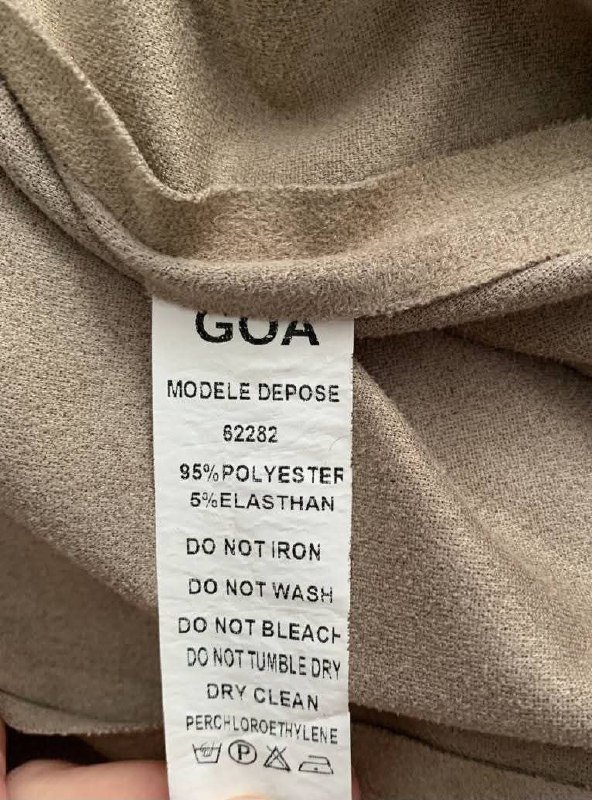 GOA
MODELE DEPOSE
62282
95%POLYESTER
5%ELASTHAN
DO NOT IRON
DO NOT WASH
DO NOT BLEACH
DO NOT TUMBLE DRY
DRY CLEAN
PERCHLOROETHYLENE
P